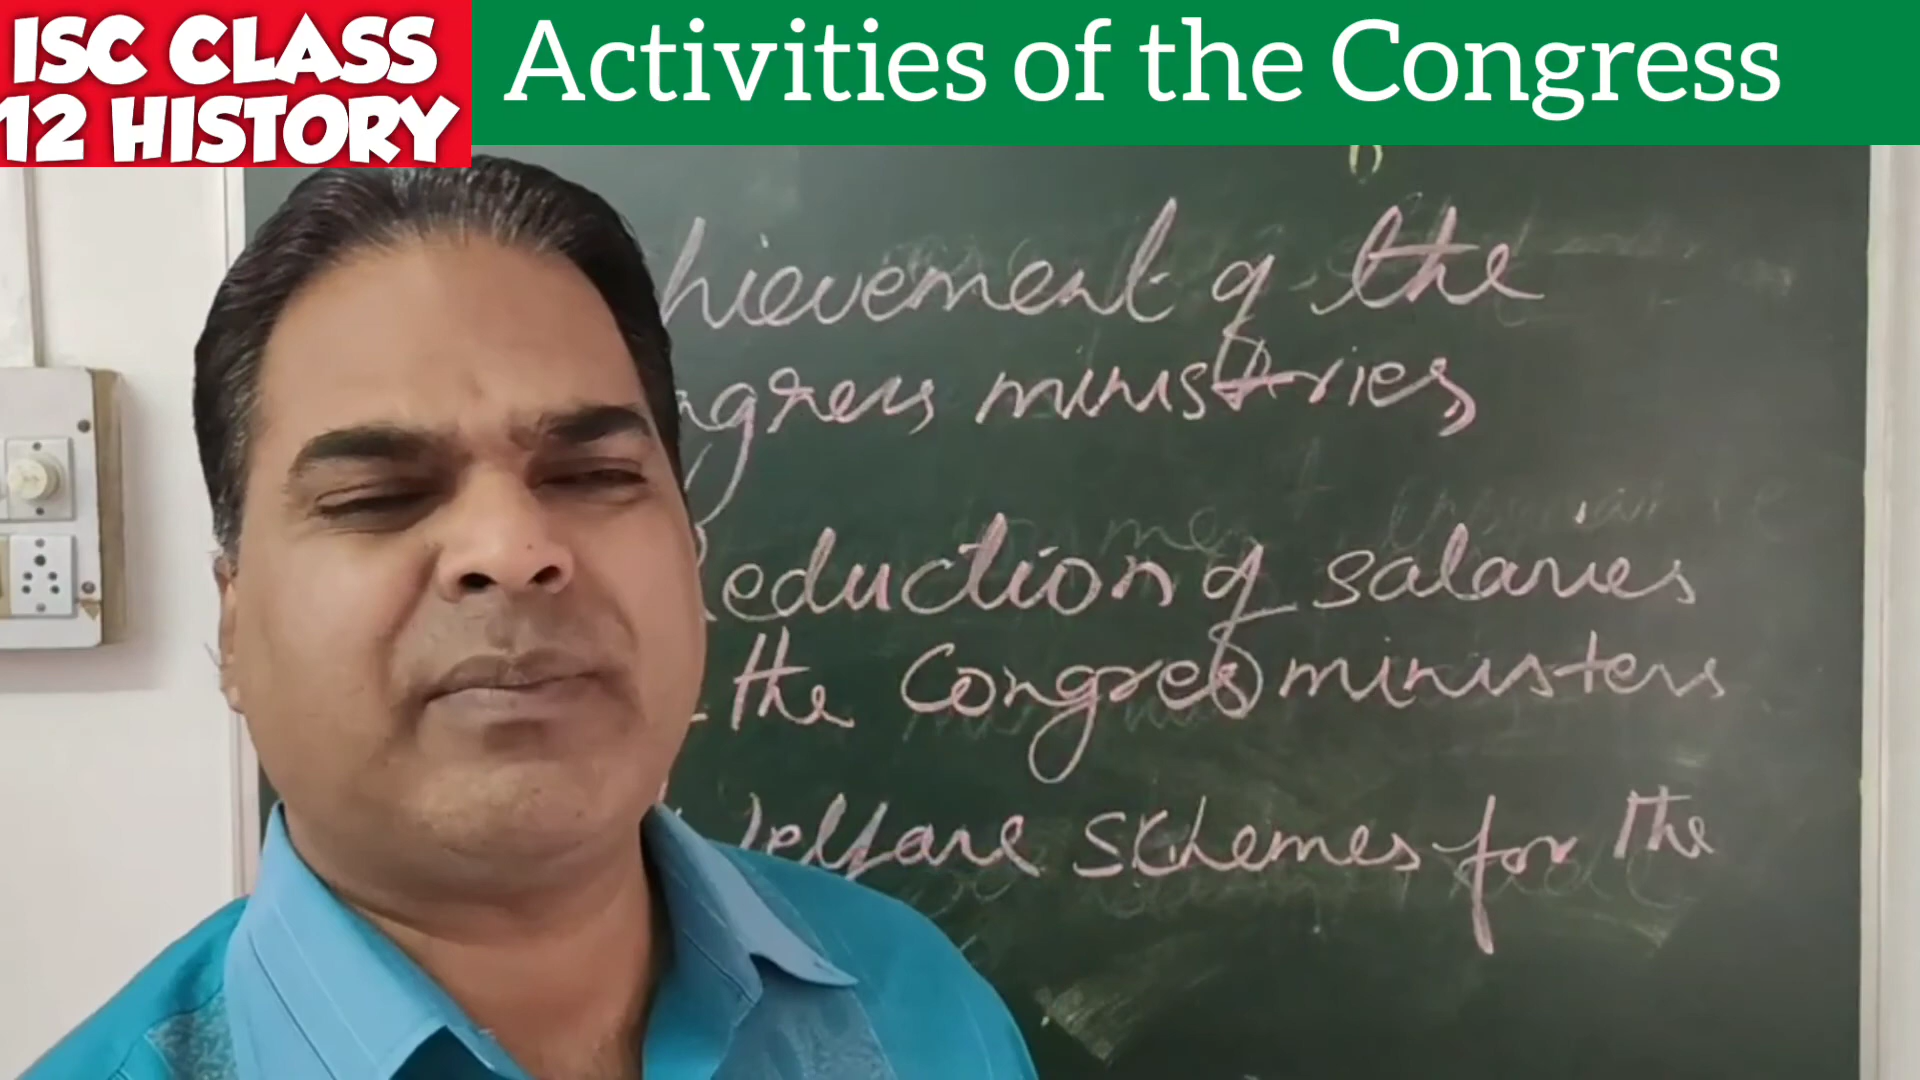 ISC CLASS
12 HISTORY
Activities of the Congress
hievement of the
ngress ministries
Reduction of salaries
the Congress ministers
Welfare schemes for the